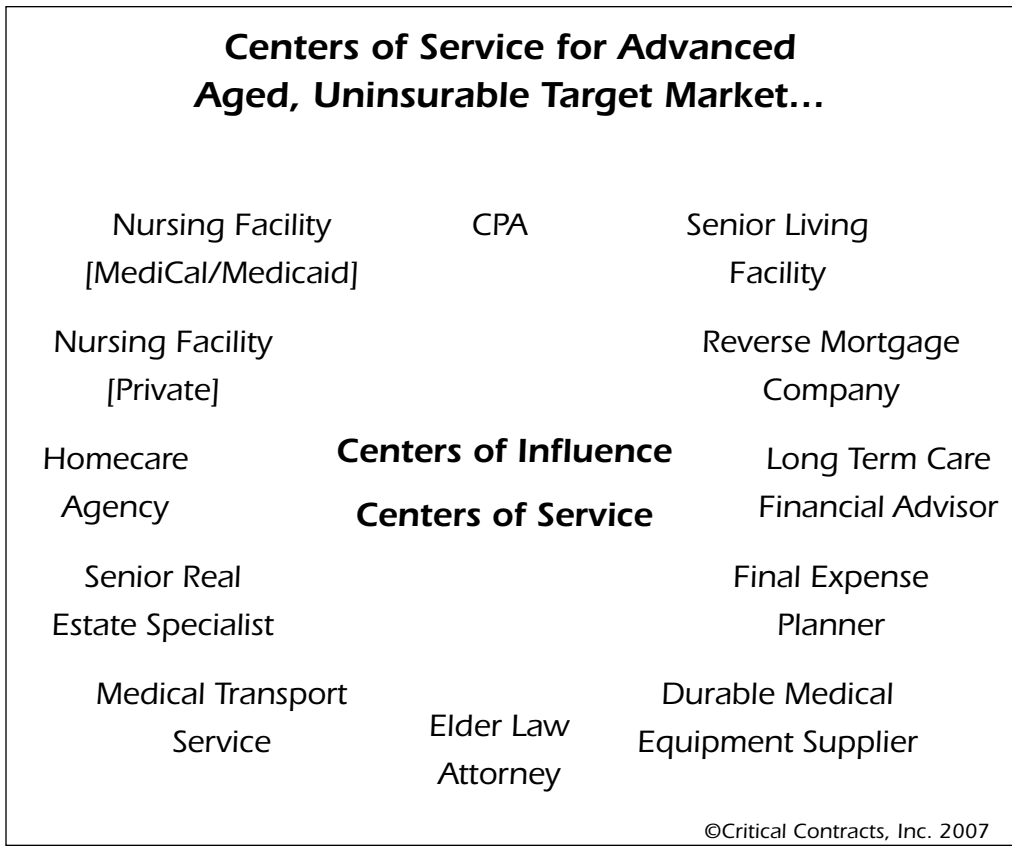 Centers of Service for Advanced
Aged, Uninsurable Target Market...
Nursing Facility
[MediCal/Medicaid]
CPA
Senior Living
Facility
Nursing Facility
[Private]
Reverse Mortgage
Company
Homecare
Agency
Centers of Influence
Centers of Service
Long Term Care
Financial Advisor
Senior Real
Estate Specialist
Final Expense
Planner
Medical Transport
Service
Elder Law
Attorney
Durable Medical
Equipment Supplier
©Critical Contracts, Inc. 2007